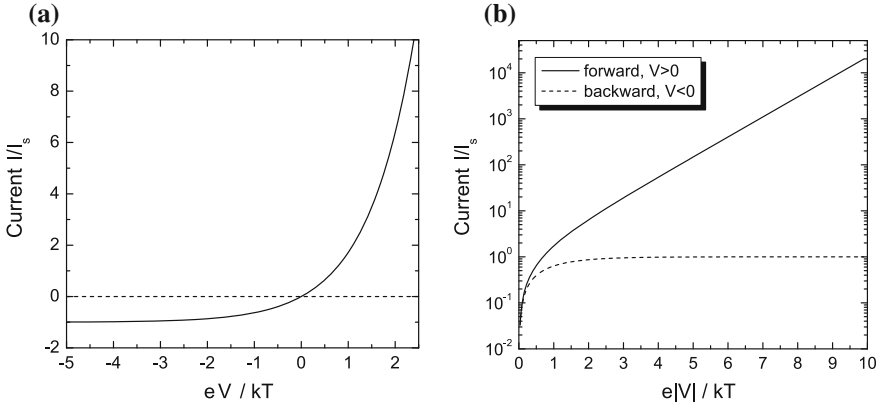 (a)
10
8
6
4
2
0
-2
Current I/I_s
-5 -4 -3 -2 -1 0 1 2
eV / kT
(b)
forward, V>0
backward, V<0
10^4
10^3
10^2
10^1
10^0
10^-1
10^-2
Current I/I_s
0 1 2 3 4 5 6 7 8 9 10
e|V| / kT